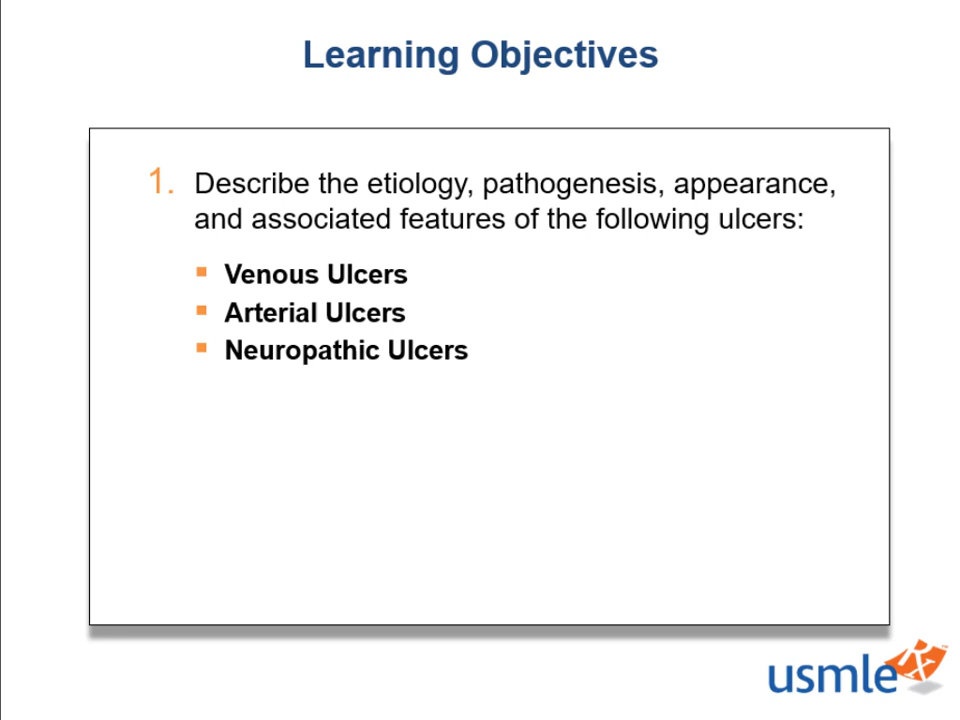 Learning Objectives
1. Describe the etiology, pathogenesis, appearance,
and associated features of the following ulcers:
▪ Venous Ulcers
▪ Arterial Ulcers
▪ Neuropathic Ulcers
usmle Rx